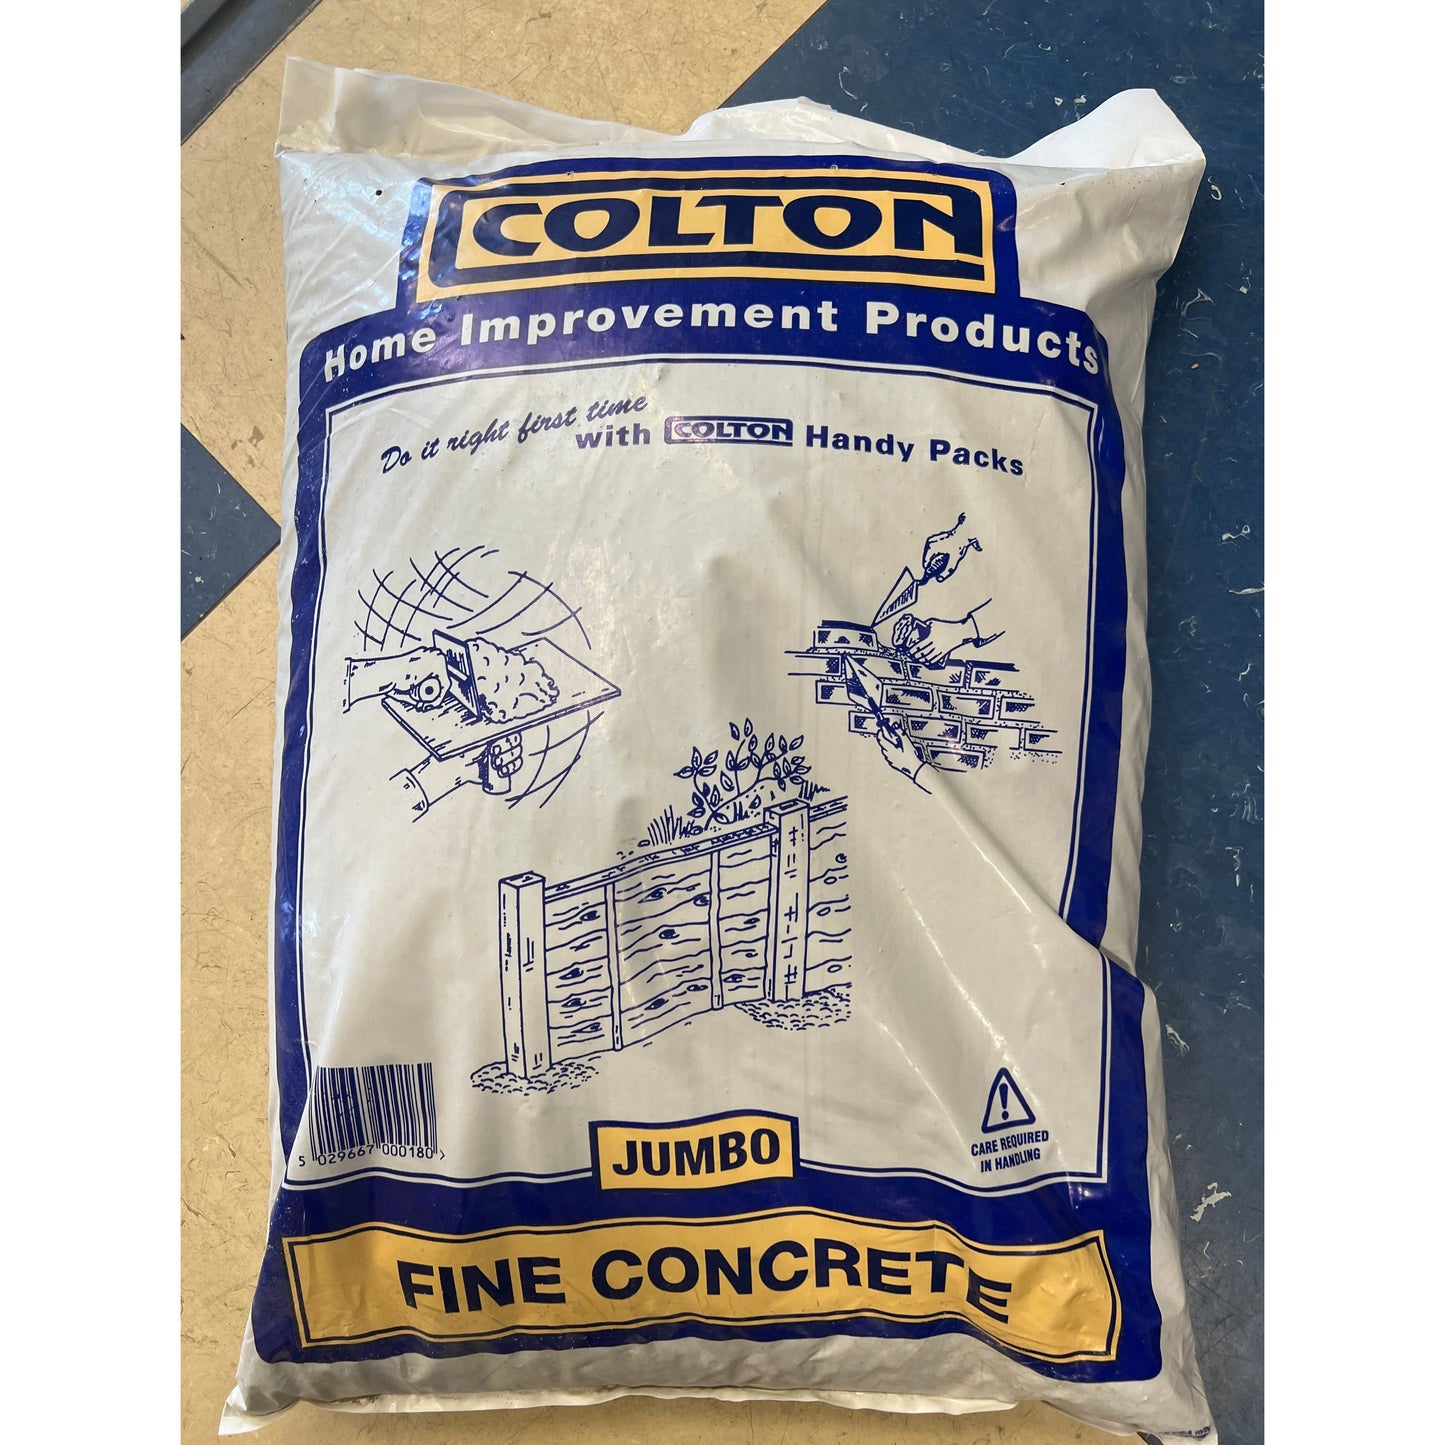 COLTON
Home Improvement Products
Do it right first time
with COLTON Handy Packs
5 029667 000180 >
CARE REQUIRED
IN HANDLING
JUMBO
FINE CONCRETE